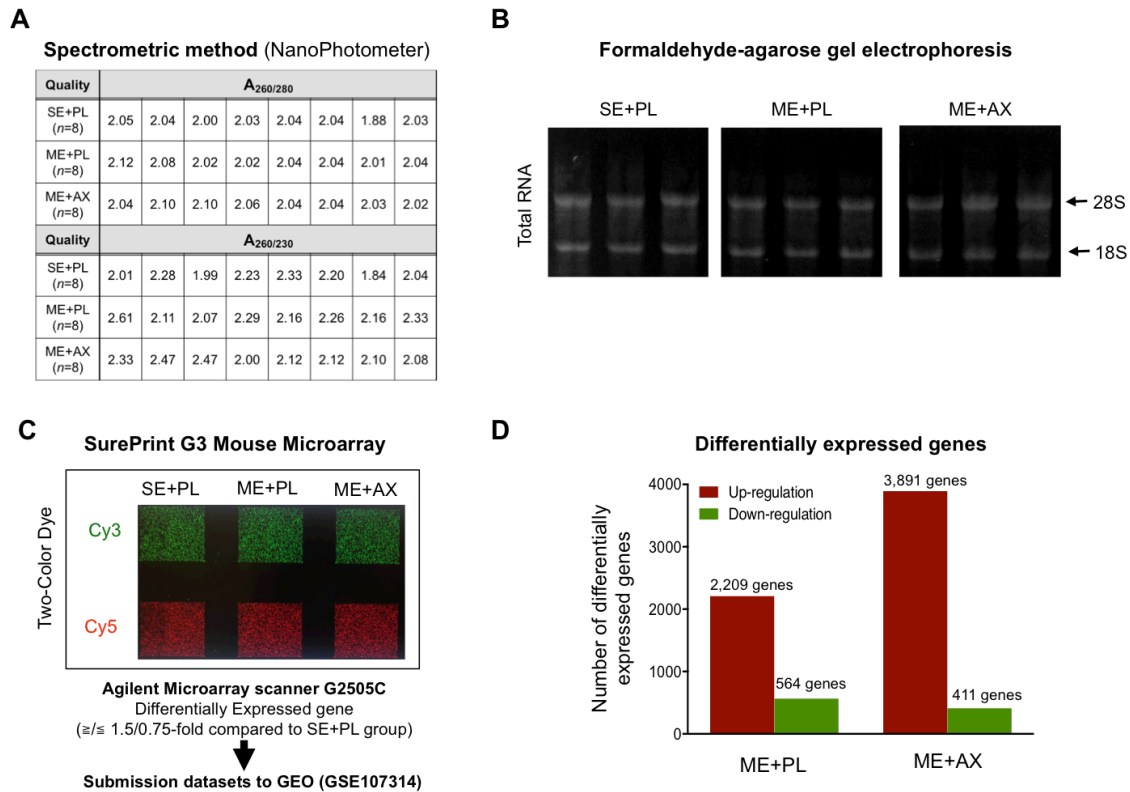 A
Spectrometric method (NanoPhotometer)
Quality A260/280
SE+PL (n=8) 2.05 2.04 2.00 2.03 2.04 2.04 1.88 2.03
ME+PL (n=8) 2.12 2.08 2.02 2.02 2.04 2.04 2.01 2.04
ME+AX (n=8) 2.04 2.10 2.10 2.06 2.04 2.04 2.03 2.02
Quality A260/230
SE+PL (n=8) 2.01 2.28 1.99 2.23 2.33 2.20 1.84 2.04
ME+PL (n=8) 2.61 2.11 2.07 2.29 2.16 2.26 2.16 2.33
ME+AX (n=8) 2.33 2.47 2.47 2.00 2.12 2.12 2.10 2.08
B
Formaldehyde-agarose gel electrophoresis
SE+PL ME+PL ME+AX
Total RNA
28S
18S
C
SurePrint G3 Mouse Microarray
SE+PL ME+PL ME+AX
Two-Color Dye
Cy3
Cy5
Agilent Microarray scanner G2505C
Differentially Expressed gene
(≧/≦ 1.5/0.75-fold compared to SE+PL group)
Submission datasets to GEO (GSE107314)
D
Differentially expressed genes
Number of differentially
expressed genes
Up-regulation
Down-regulation
4000
3000
2000
1000
0
2,209 genes
564 genes
3,891 genes
411 genes
ME+PL ME+AX